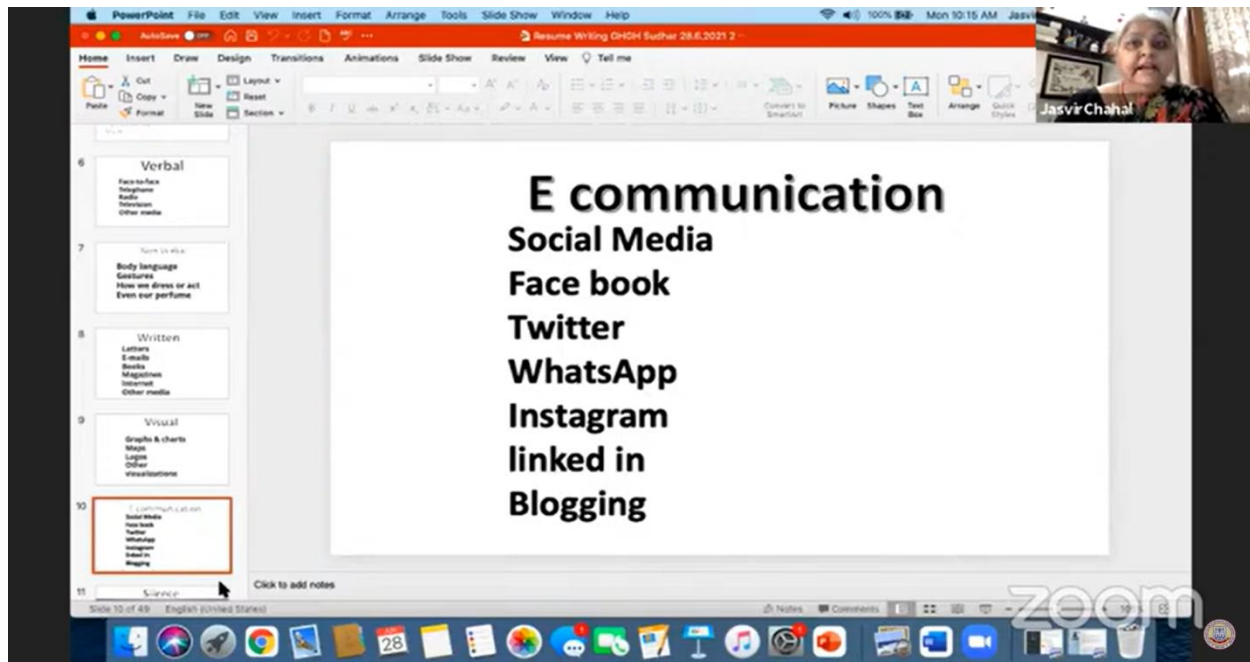 PowerPoint File Edit View Insert Format Arrange Tools Slide Show Window Help 100% Mon 10:15 AM Jasvi
AutoSave OFF Resume Writing GHGH Sudhar 28.6.2021 2
Home Insert Draw Design Transitions Animations Slide Show Review View Tell me
Paste
Cut
Copy
Format
New Slide
Layout
Reset
Section
Convert to SmartArt
Picture
Shapes
Text Box
Arrange
Quick Styles
Jasvir Chahal
6
Verbal
Face-to-face
Telephone
Radio
Television
Other media
7
Body language
Gestures
How we dress or act
Even our perfume
8
Written
Letters
E-mails
Books
Magazines
Internet
Other media
9
Visual
Graphs & charts
Maps
Logos
Other
visualizations
10
E communication
Social Media
Face book
Twitter
WhatsApp
Instagram
linked in
Blogging
11
Silence
E communication
Social Media
Face book
Twitter
WhatsApp
Instagram
linked in
Blogging
Click to add notes
Slide 10 of 49 English (United States)
Notes Comments
zoom
JUN
28